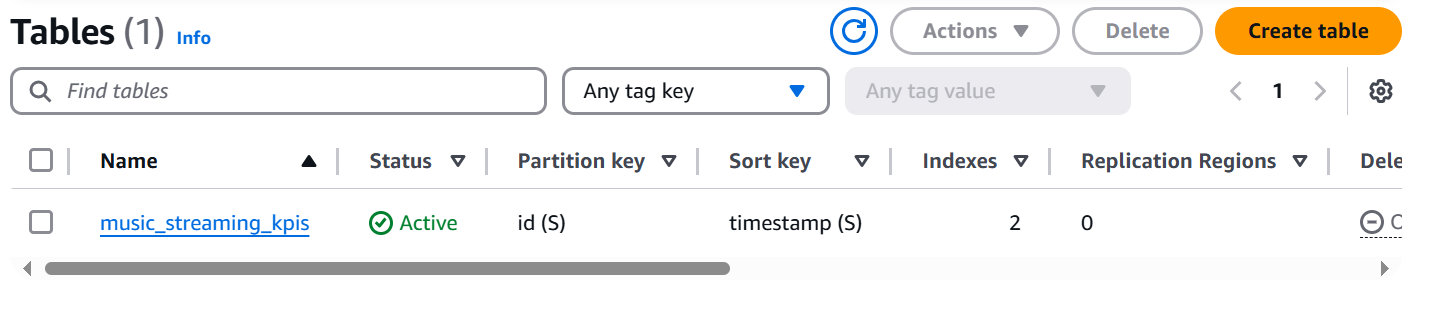 Tables (1) Info Actions Delete Create table
Find tables Any tag key Any tag value 1
Name Status Partition key Sort key Indexes Replication Regions Dele
music_streaming_kpis Active id (S) timestamp (S) 2 0